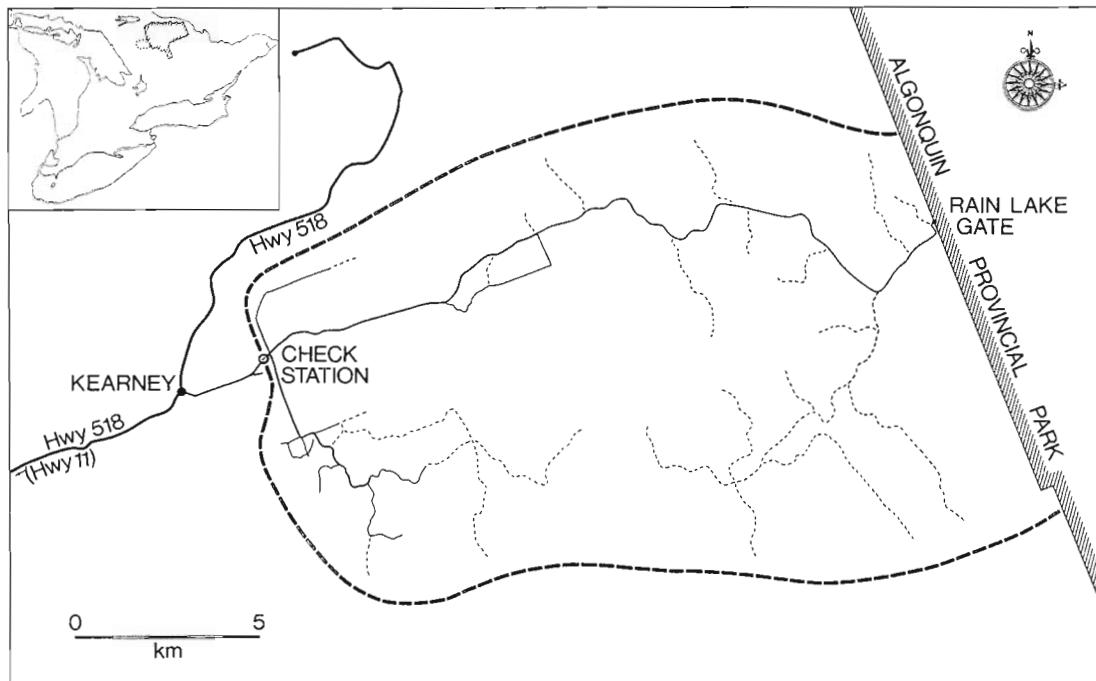 N
ALGONQUIN
PROVINCIAL
PARK
RAIN LAKE
GATE
Hwy 518
CHECK
STATION
KEARNEY
Hwy 518
(Hwy 11)
0 5
km